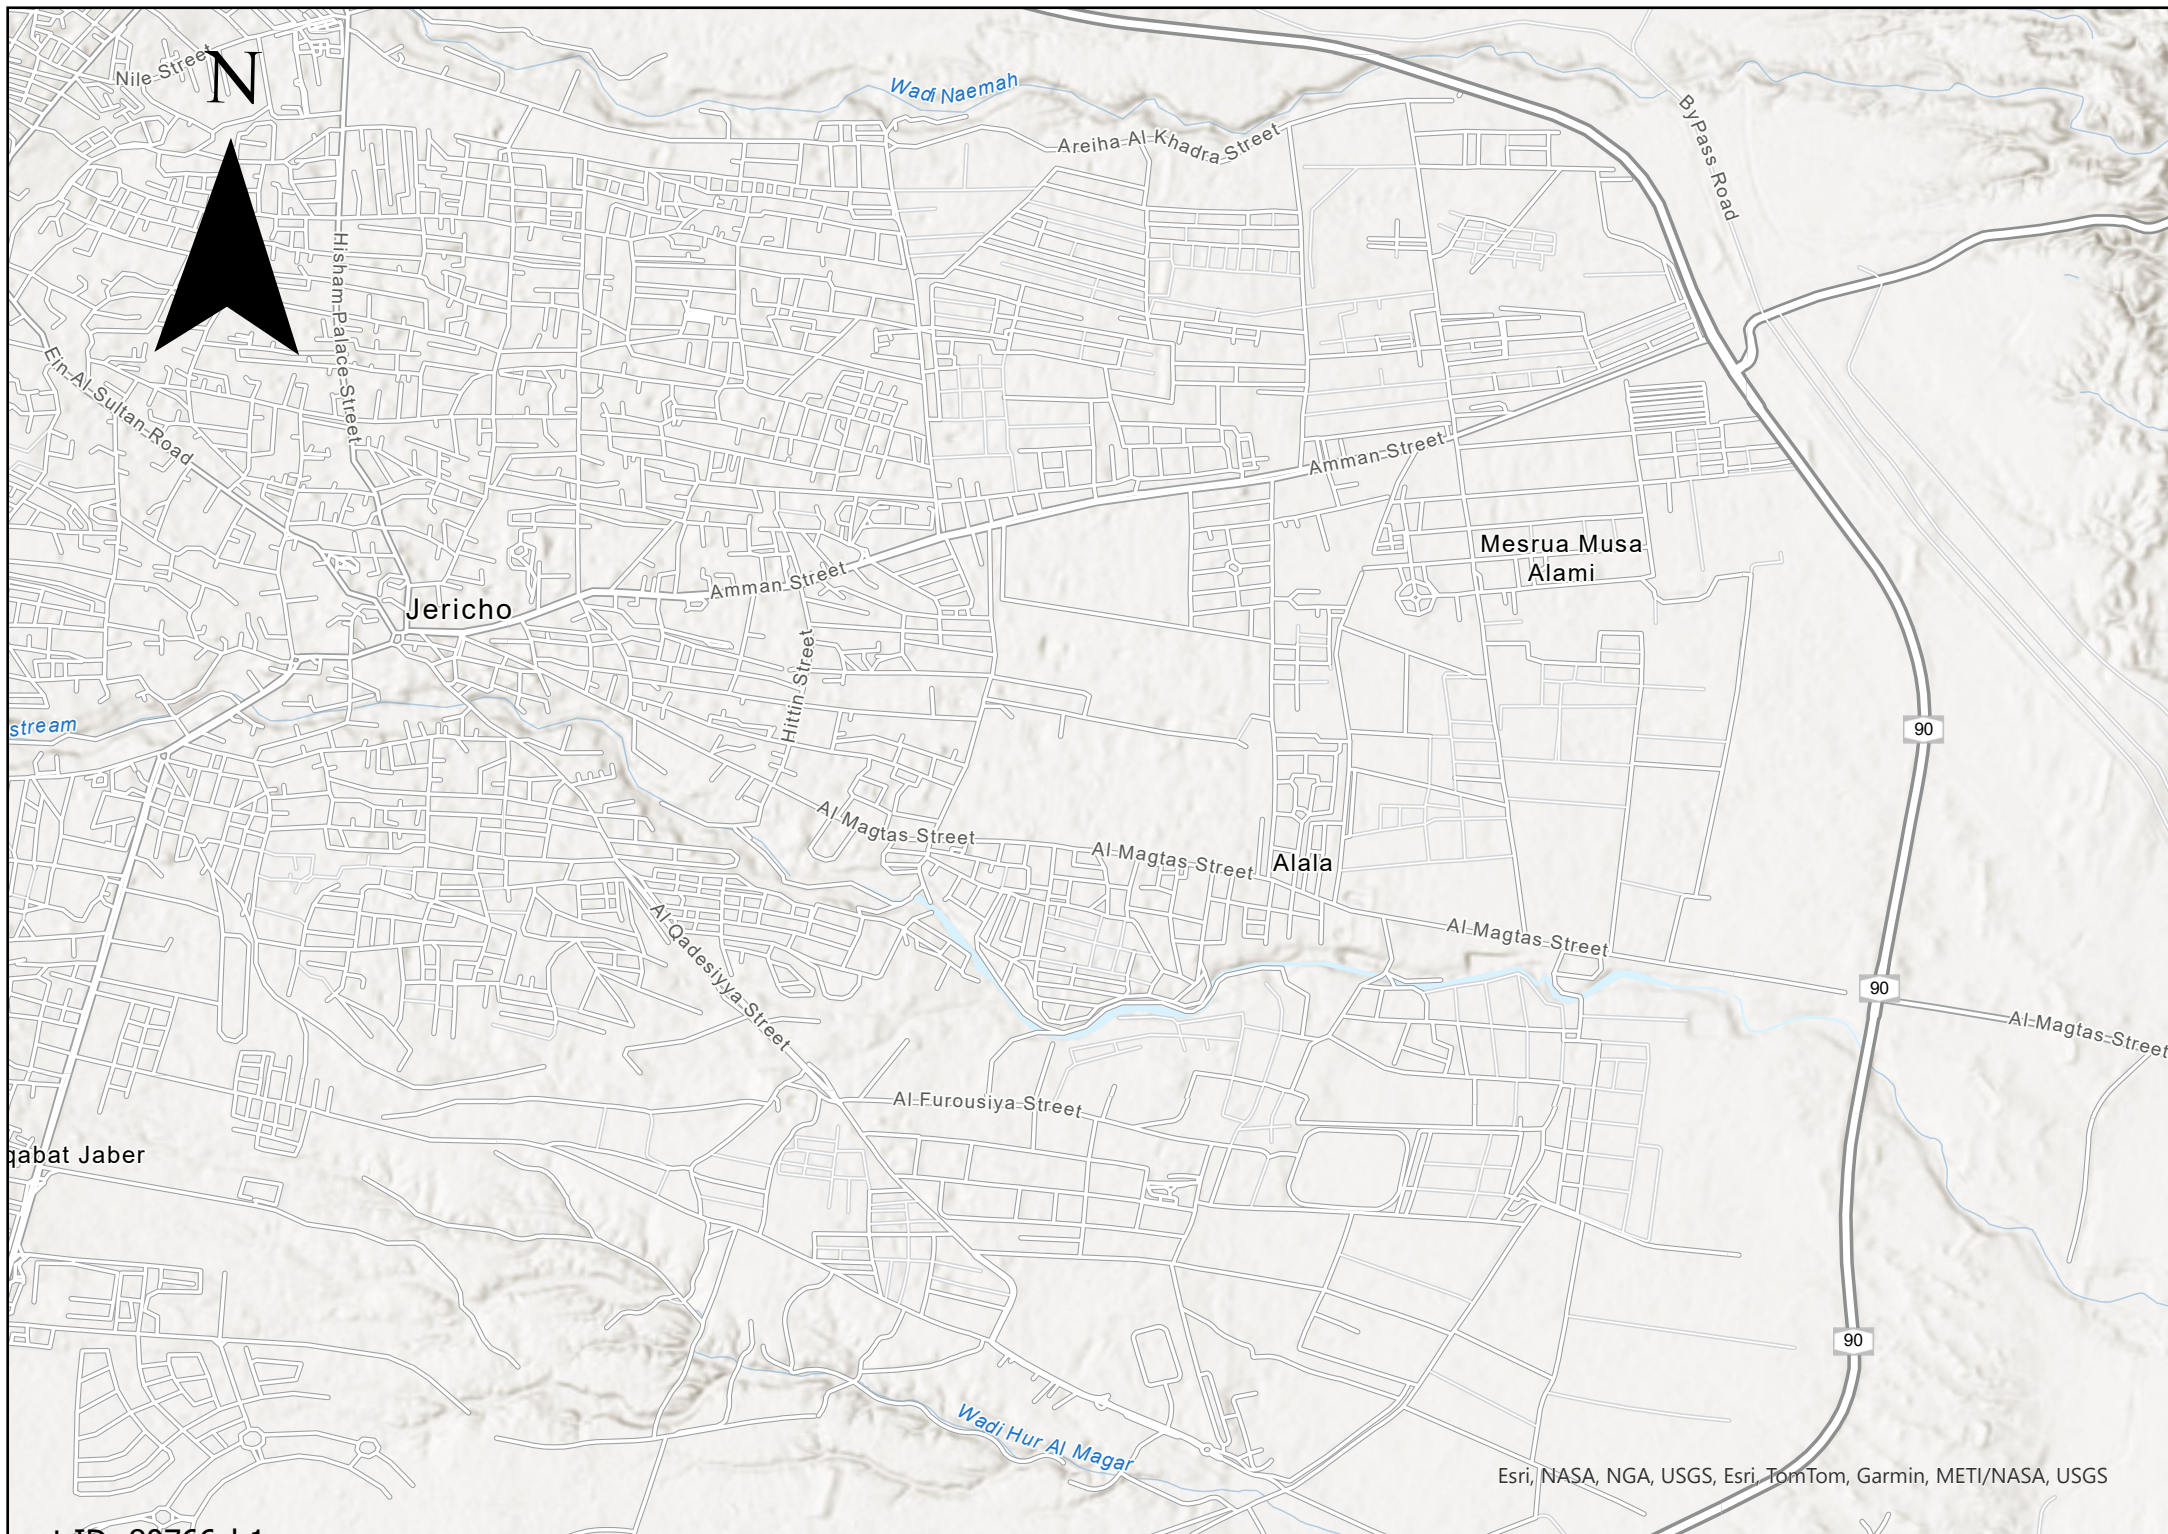 Nile Street
N
Wadi Naemah
Areiha Al Khadra Street
ByPass Road
Hisham Palace Street
Ein Al Sultan Road
Amman Street
Mesrua Musa
Alami
Amman Street
Jericho
Hittin Street
stream
90
Al Magtas Street
Al Magtas Street
Alala
Al Qadesiyya Street
Al Magtas Street
90
Al Magtas Street
Al Furousiya Street
qabat Jaber
90
Wadi Hur Al Magar
Esri, NASA, NGA, USGS, Esri, TomTom, Garmin, METI/NASA, USGS